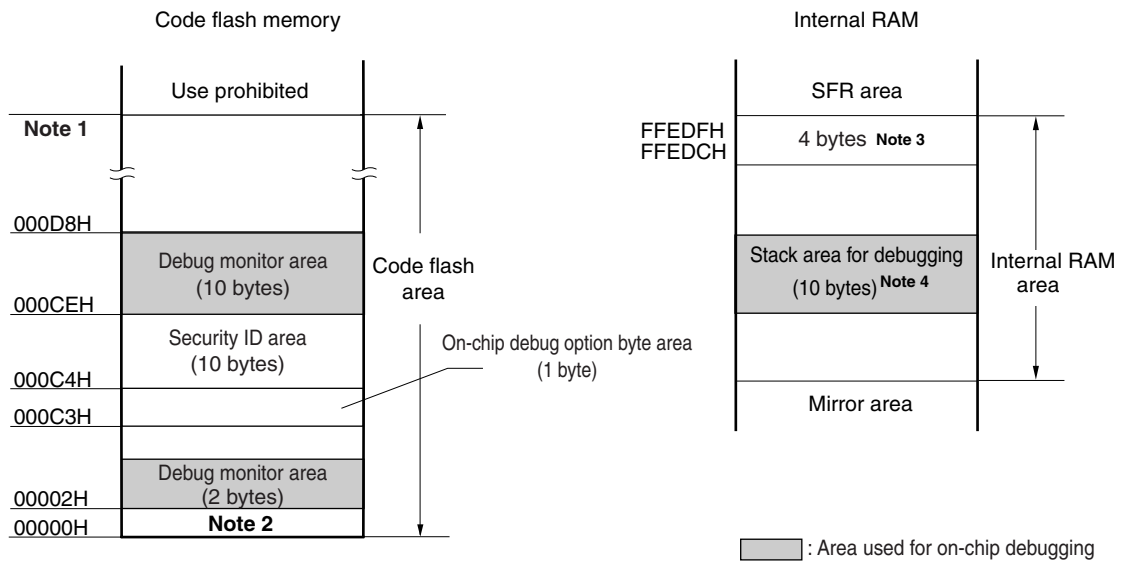 Code flash memory
Internal RAM
Use prohibited
SFR area
Note 1
FFEDFH
FFEDCH
4 bytes Note 3
000D8H
Debug monitor area
(10 bytes)
Code flash
area
Stack area for debugging
(10 bytes) Note 4
Internal RAM
area
000CEH
Security ID area
(10 bytes)
On-chip debug option byte area
(1 byte)
000C4H
000C3H
Mirror area
Debug monitor area
(2 bytes)
00002H
Note 2
00000H
: Area used for on-chip debugging